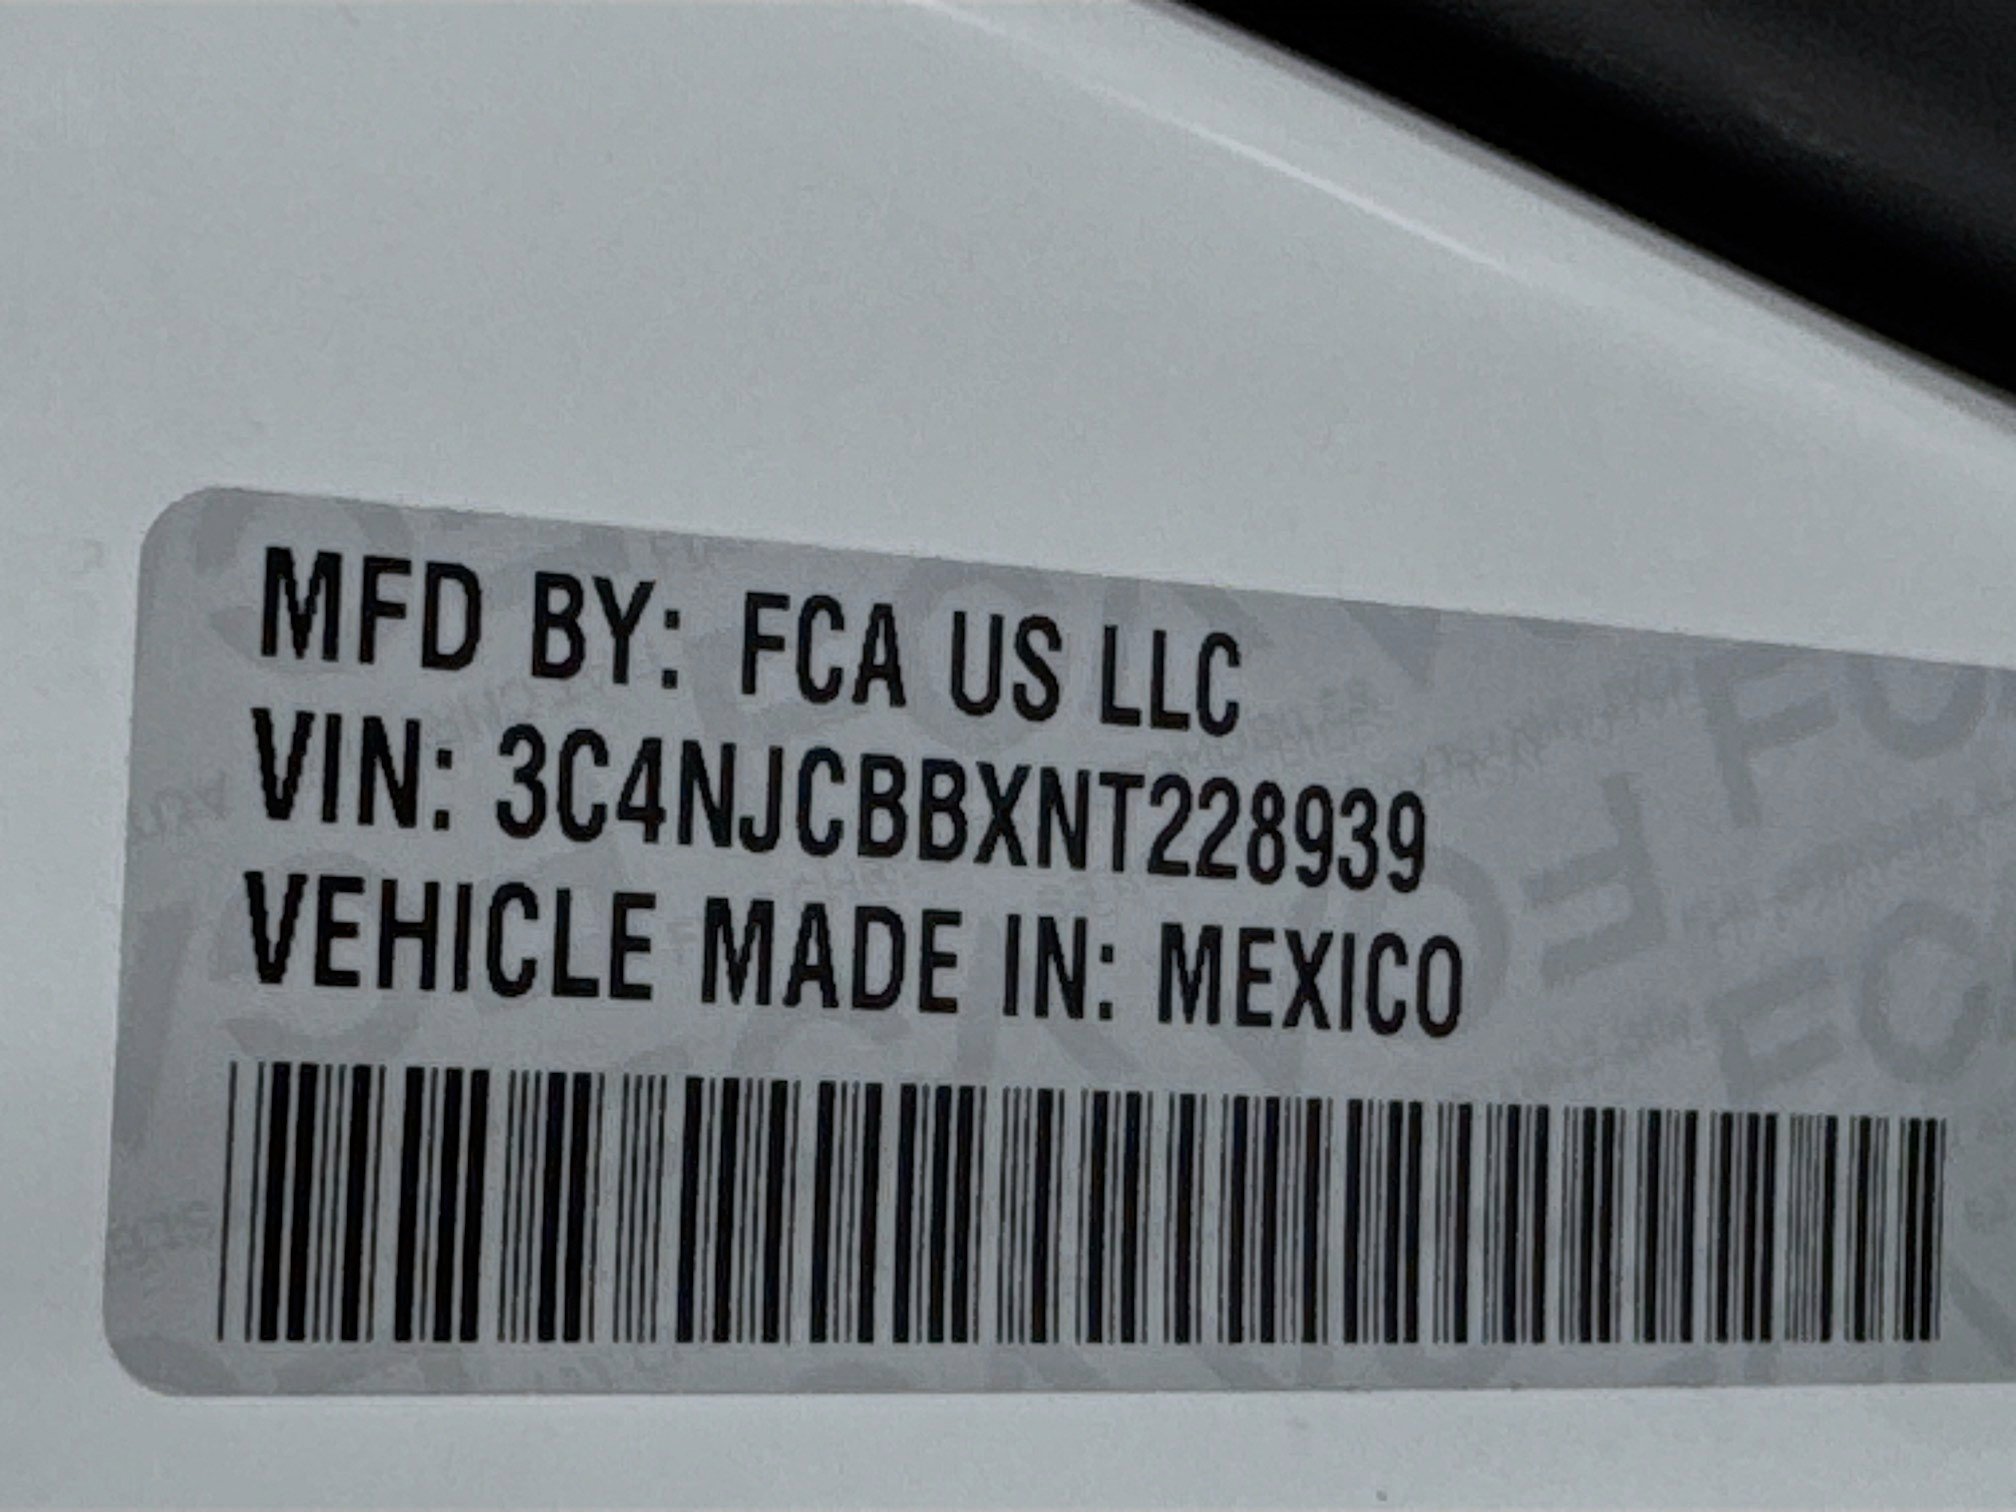 MFD BY: FCA US LLC
VIN: 3C4NJCBBXNT228939
VEHICLE MADE IN: MEXICO